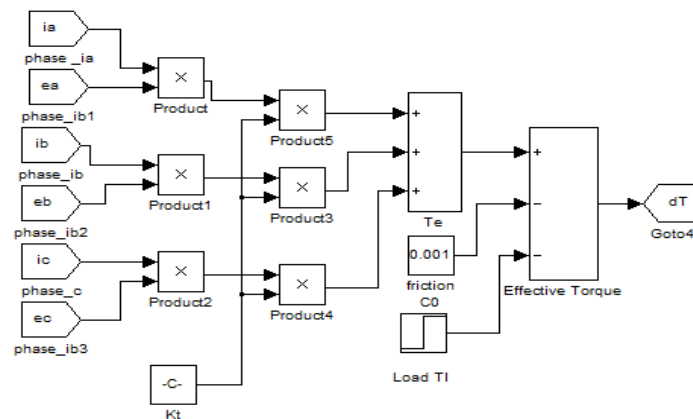 ia
phase _ia
ea
phase_ib1
ib
phase_ib
eb
phase_ib2
ic
phase_c
ec
phase_ib3
Product
Product1
Product2
-C-
Kt
Product5
Product3
Product4
+
+
+
Te
0.001
friction
C0
Load Tl
+
−
−
Effective Torque
dT
Goto4